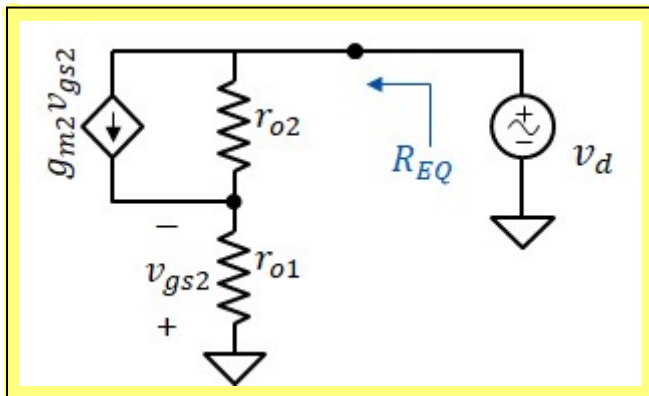 g_{m2}v_{gs2}
r_{o2}
R_{EQ}
+
−
v_d
−
v_{gs2}
r_{o1}
+